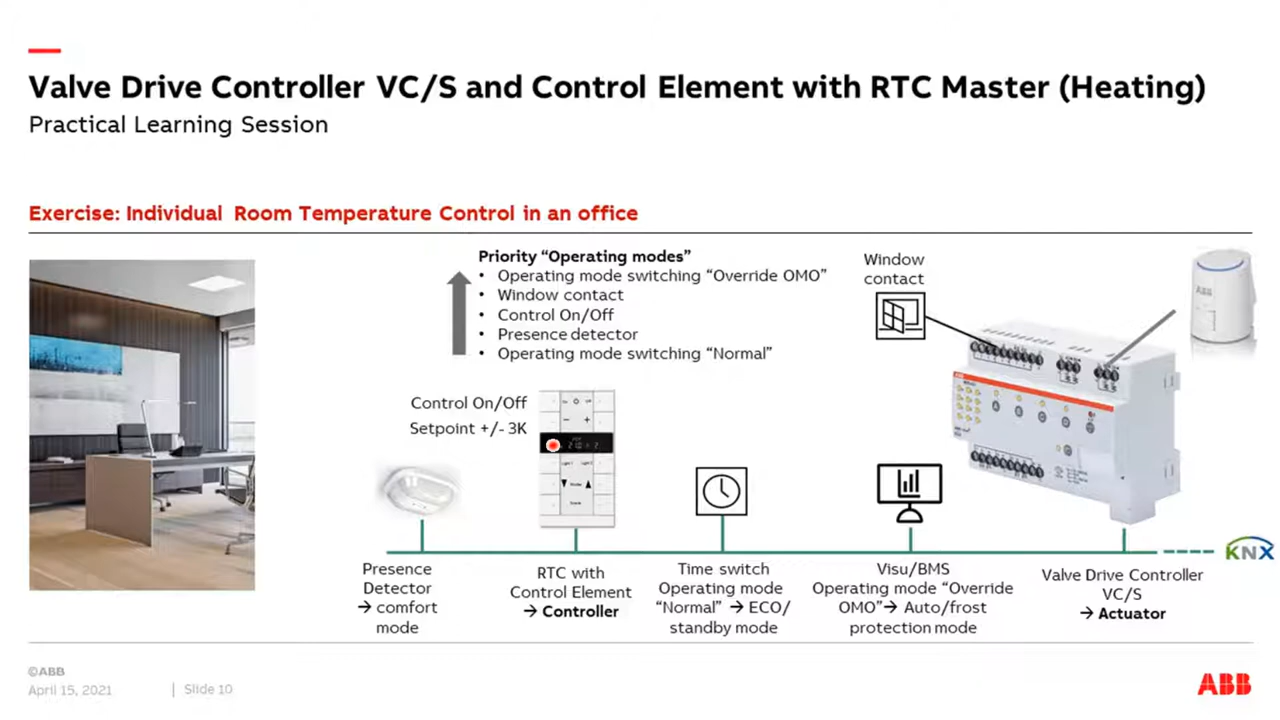 Valve Drive Controller VC/S and Control Element with RTC Master (Heating)
Practical Learning Session
Exercise: Individual Room Temperature Control in an office
Priority “Operating modes”
• Operating mode switching “Override OMO”
• Window contact
• Control On/Off
• Presence detector
• Operating mode switching “Normal”
Window
contact
ABB
Control On/Off
Setpoint +/- 3K
ABB
KNX
Presence
Detector
→ comfort
mode
RTC with
Control Element
→ Controller
Time switch
Operating mode
“Normal” → ECO/
standby mode
Visu/BMS
Operating mode “Override
OMO”→ Auto/frost
protection mode
Valve Drive Controller
VC/S
→ Actuator
©ABB
April 15, 2021
| Slide 10
ABB